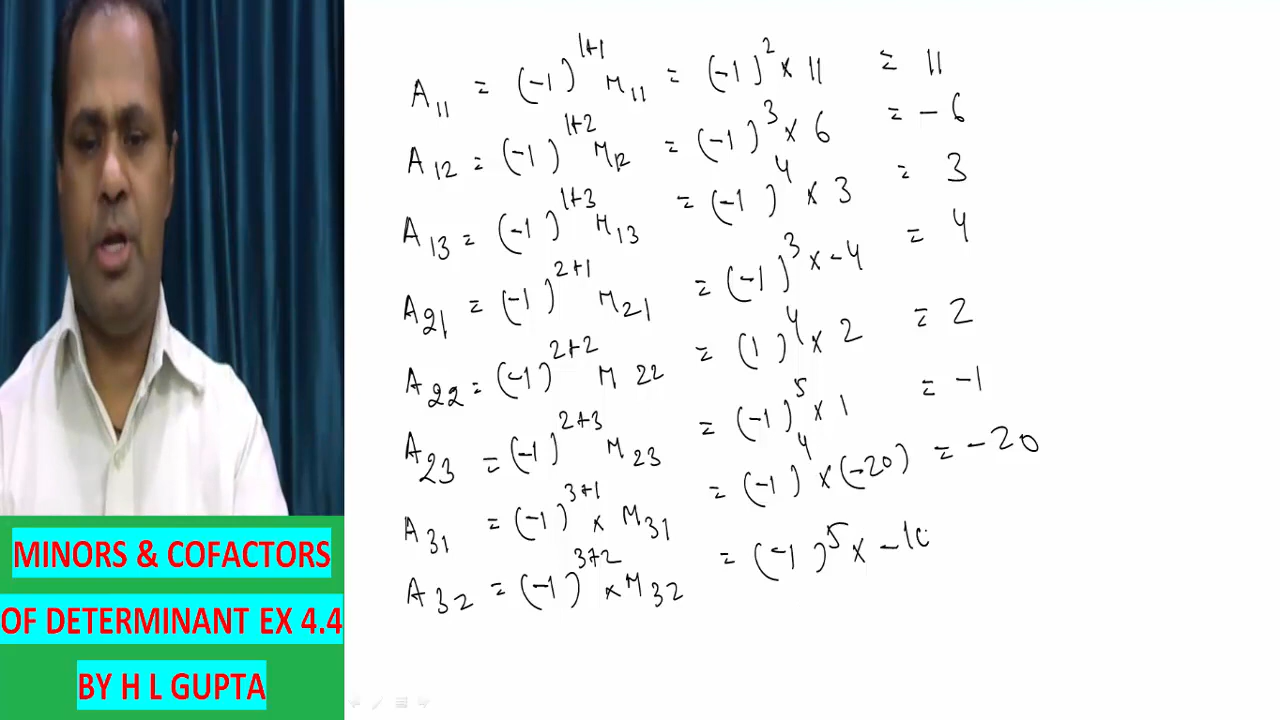 A11 = (-1)^1+1 M11 = (-1)^2 × 11 = 11
A12 = (-1)^1+2 M12 = (-1)^3 × 6 = -6
A13 = (-1)^1+3 M13 = (-1)^4 × 3 = 3
A21 = (-1)^2+1 M21 = (-1)^3 × -4 = 4
A22 = (-1)^2+2 M22 = (1)^4 × 2 = 2
A23 = (-1)^2+3 M23 = (-1)^5 × 1 = -1
A31 = (-1)^3+1 × M31 = (-1)^4 × (-20) = -20
A32 = (-1)^3+2 × M32 = (-1)^5 ×
MINORS & COFACTORS
OF DETERMINANT EX 4.4
BY H L GUPTA